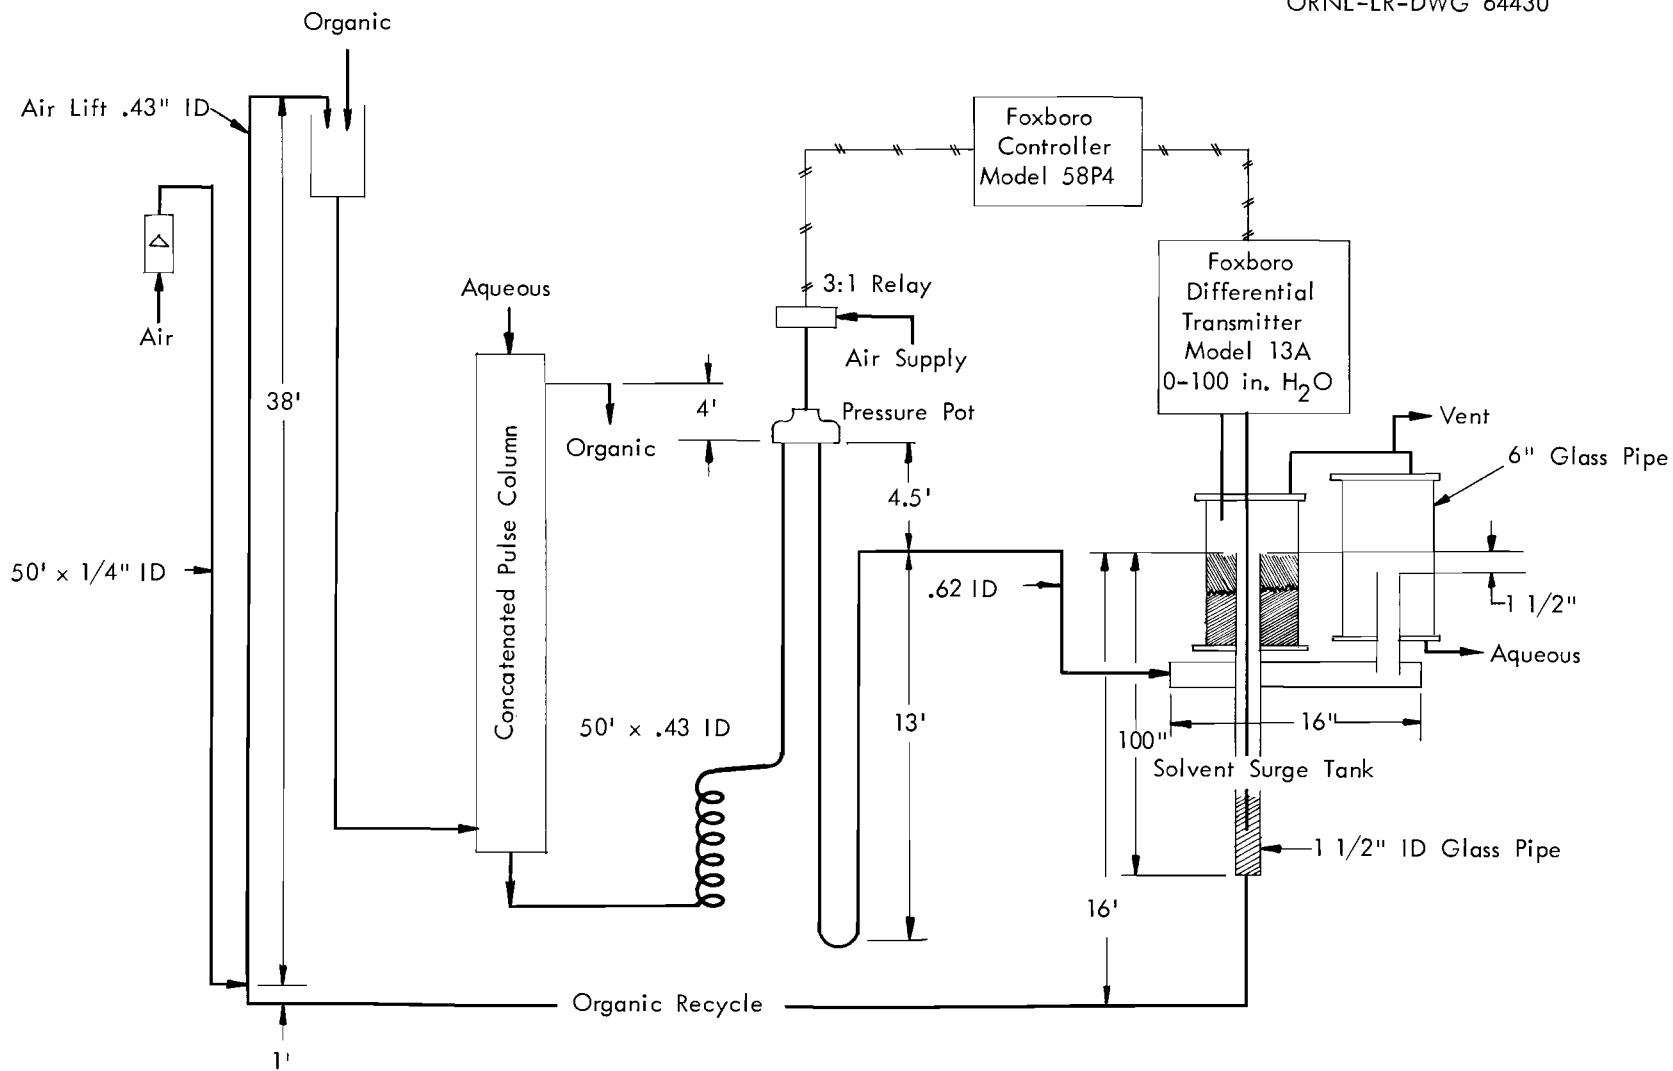 ORNL-LR-DWG 64430
Organic
Air Lift .43" ID
Foxboro
Controller
Model 58P4
Foxboro
Differential
Transmitter
Model 13A
0-100 in. H2O
Aqueous
3:1 Relay
Air
Air Supply
38'
4'
Pressure Pot
Vent
Organic
6" Glass Pipe
4.5'
Concatenated Pulse Column
50' x 1/4" ID
.62 ID
1 1/2"
Aqueous
50' x .43 ID
13'
16"
100"
Solvent Surge Tank
1 1/2" ID Glass Pipe
16'
Organic Recycle
1'